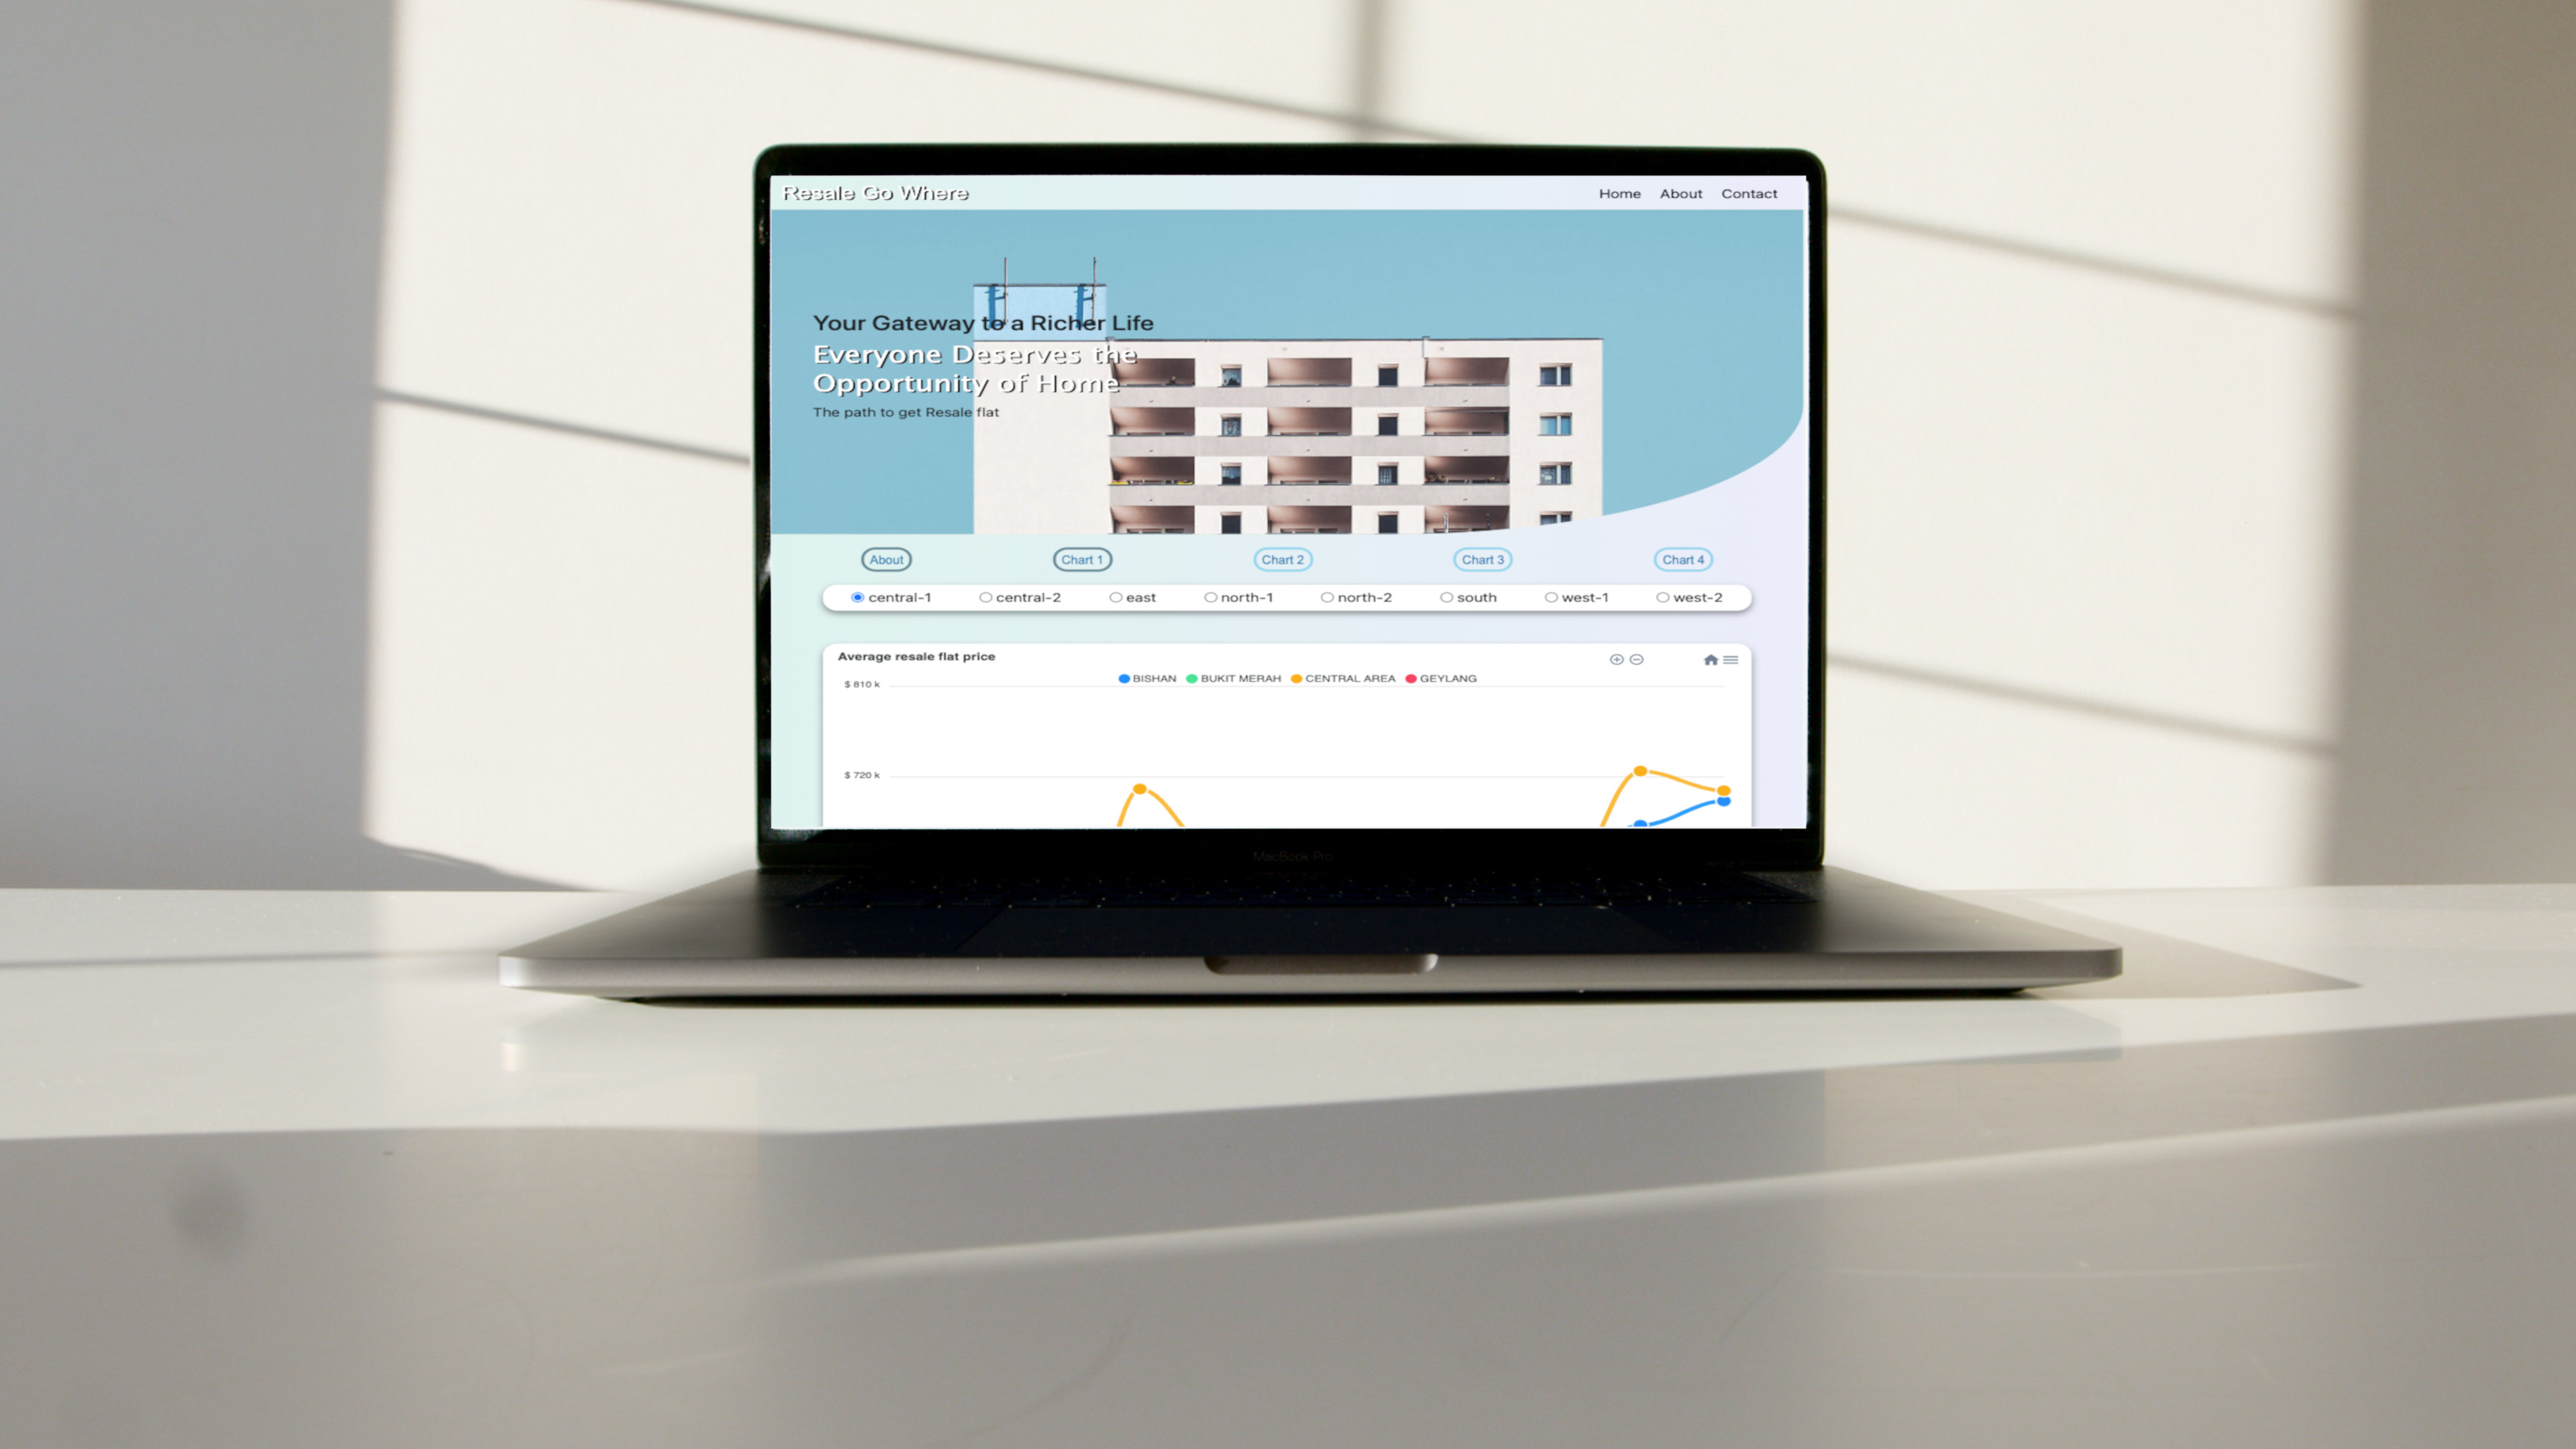 Resale Go Where
Home About Contact
Your Gateway to a Richer Life
Everyone Deserves the
Opportunity of Home
The path to get Resale flat
About Chart 1 Chart 2 Chart 3 Chart 4
central-1 central-2 east north-1 north-2 south west-1 west-2
Average resale flat price
BISHAN BUKIT MERAH CENTRAL AREA GEYLANG
$ 810 k
$ 720 k
MacBook Pro